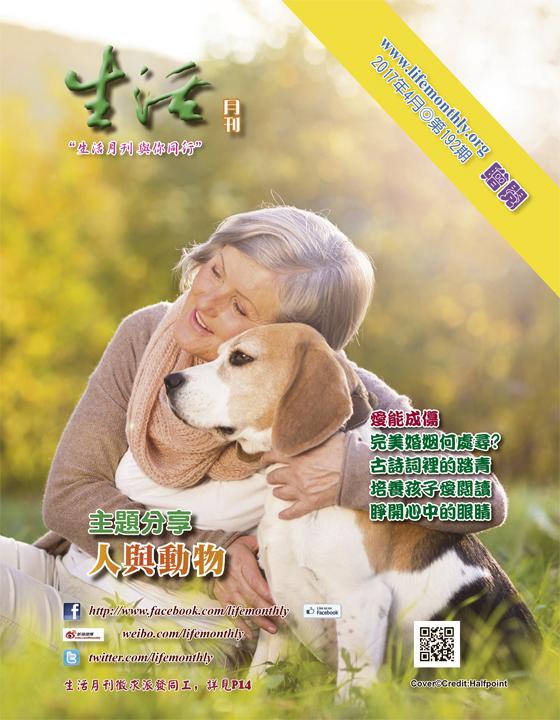 www.lifemonthly.org
2017年4月◎第192期
贈閱
生活
月刊
“生活月刊 與你同行”
愛能成傷
完美婚姻何處尋?
古詩詞裡的踏青
培養孩子愛閱讀
睜開心中的眼睛
主題分享
人與動物
http://www.facebook.com/lifemonthly
Like us on Facebook
新浪微博 weibo.com/lifemonthly
twitter.com/lifemonthly
生活月刊徵求派發同工，詳見P14
Cover©Credit:Halfpoint